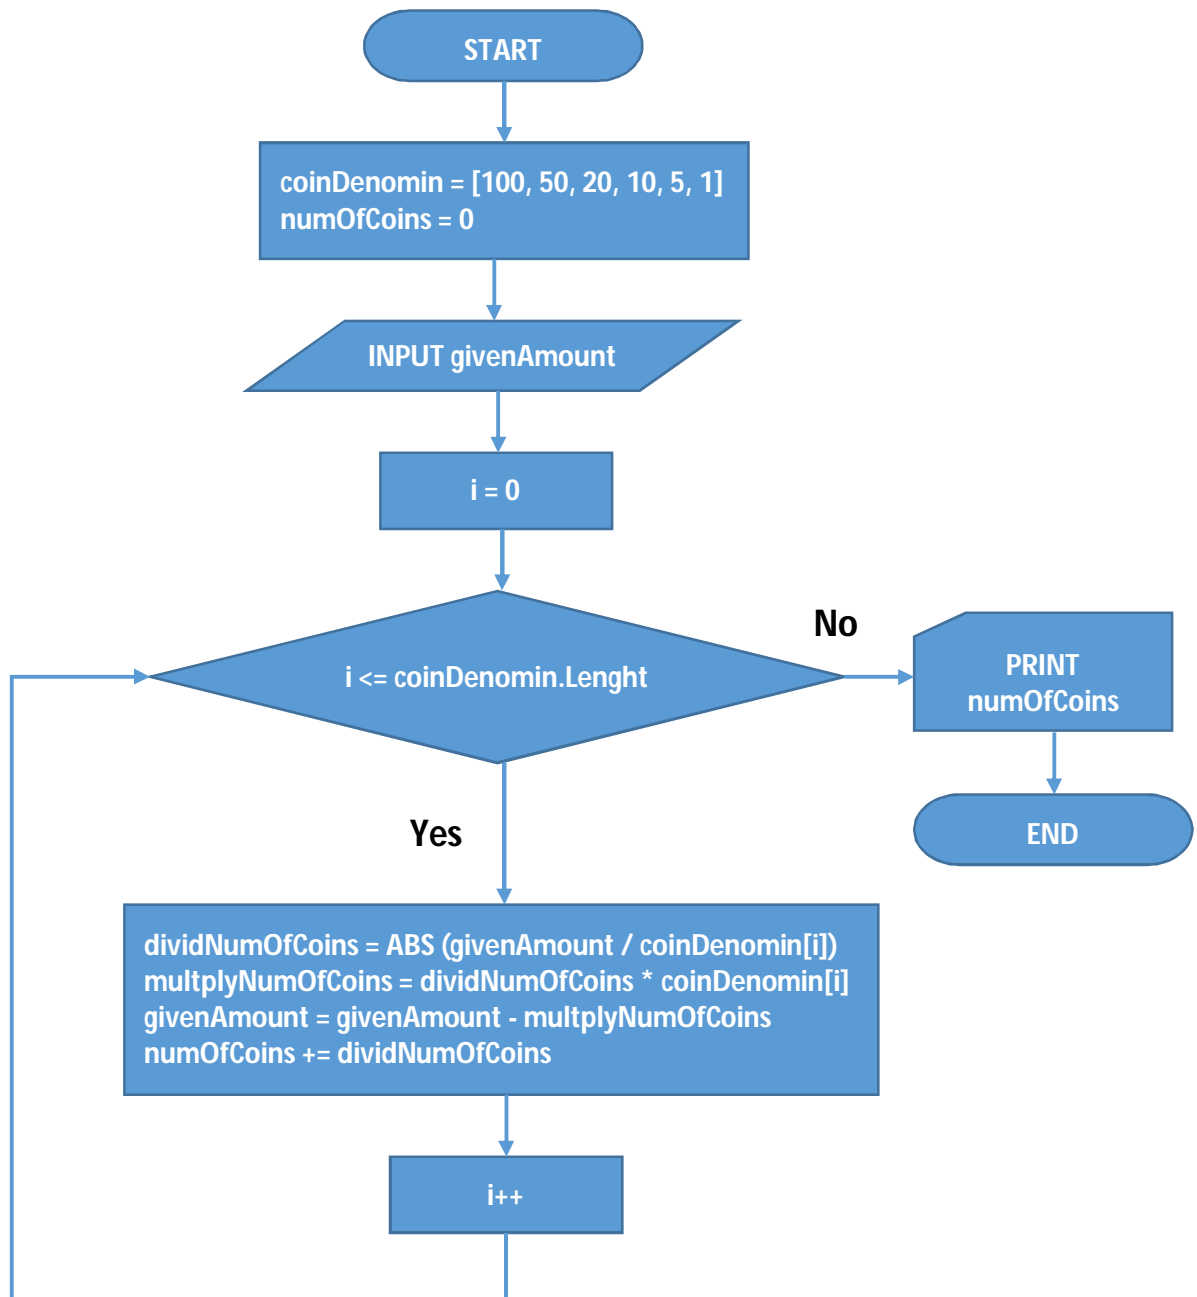 START
coinDenomin = [100, 50, 20, 10, 5, 1]
numOfCoins = 0
INPUT givenAmount
i = 0
i <= coinDenomin.Lenght
No
PRINT
numOfCoins
END
Yes
dividNumOfCoins = ABS (givenAmount / coinDenomin[i])
multplyNumOfCoins = dividNumOfCoins * coinDenomin[i]
givenAmount = givenAmount - multplyNumOfCoins
numOfCoins += dividNumOfCoins
i++